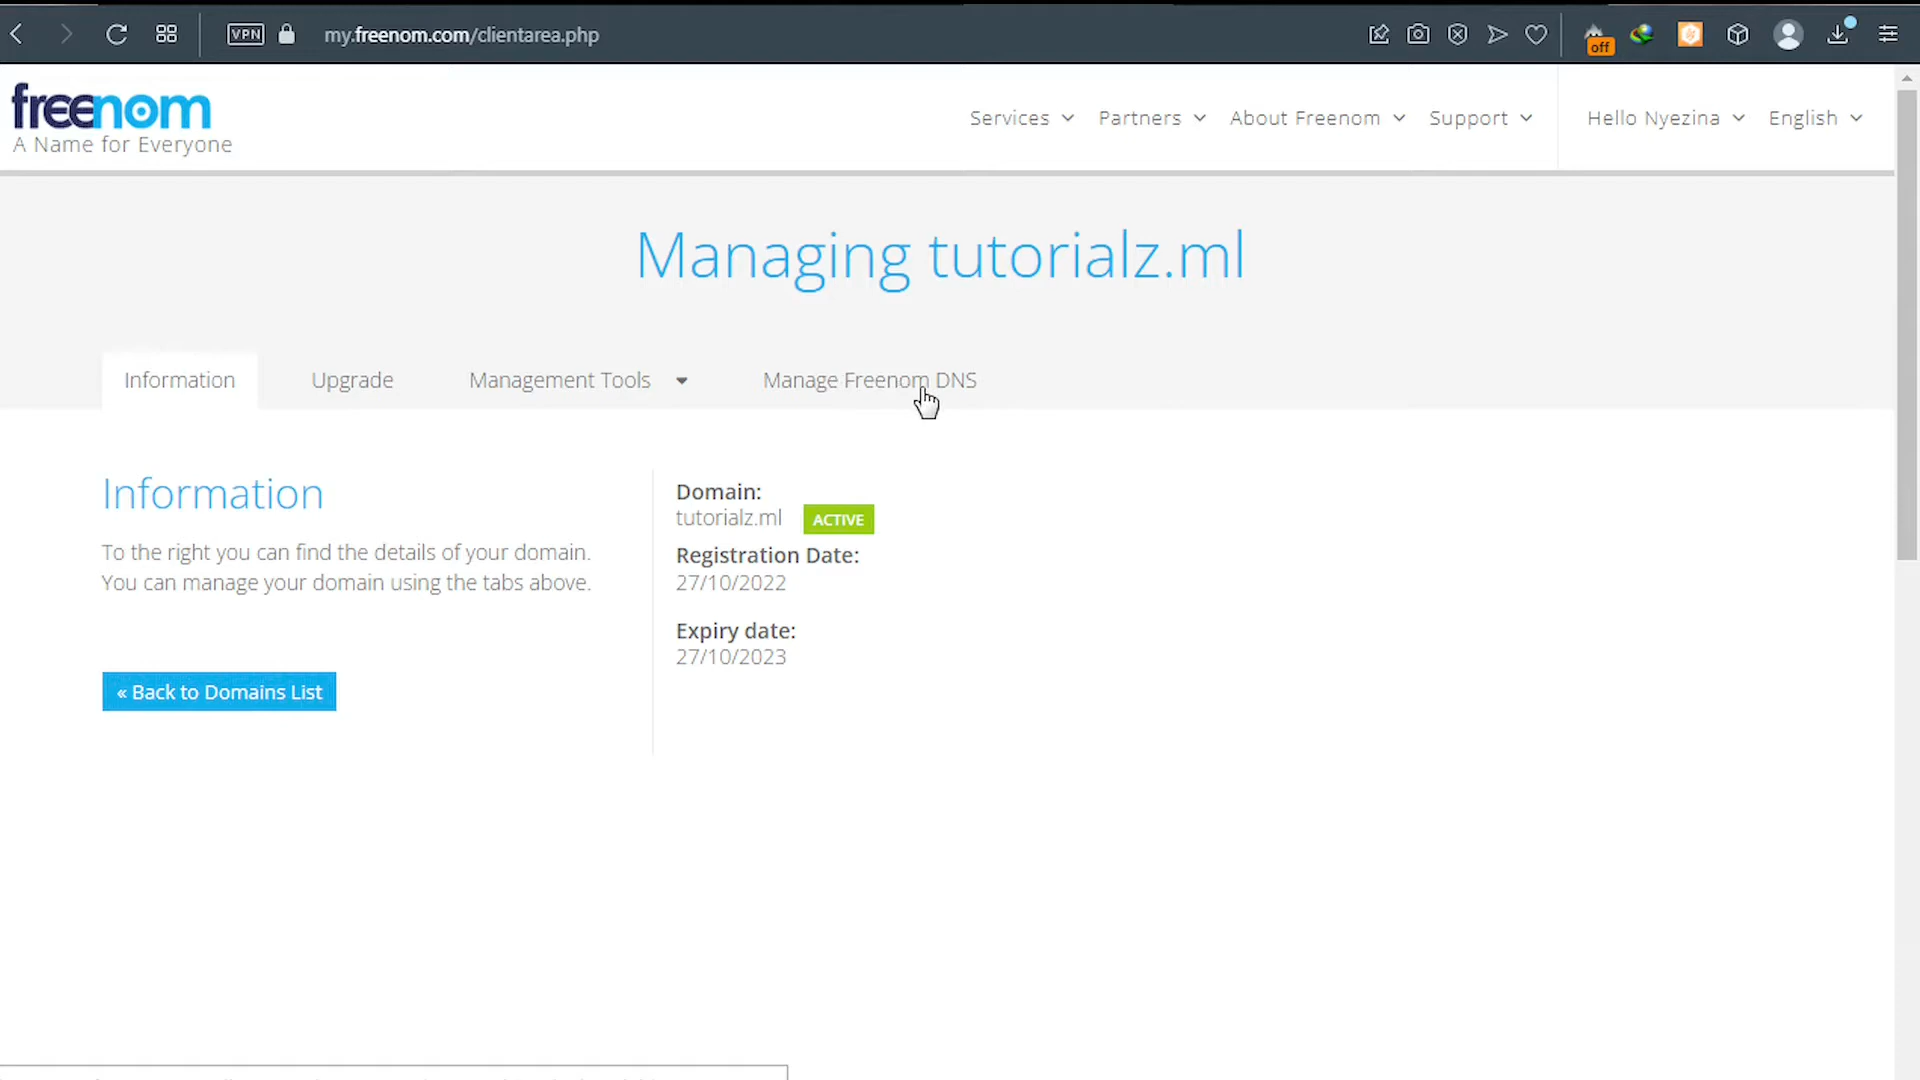 VPN
my.freenom.com/clientarea.php
off
freenom
A Name for Everyone
Services
Partners
About Freenom
Support
Hello Nyezina
English
Managing tutorialz.ml
Information
Upgrade
Management Tools
Manage Freenom DNS
Information
To the right you can find the details of your domain.
You can manage your domain using the tabs above.
« Back to Domains List
Domain:
tutorialz.ml ACTIVE
Registration Date:
27/10/2022
Expiry date:
27/10/2023